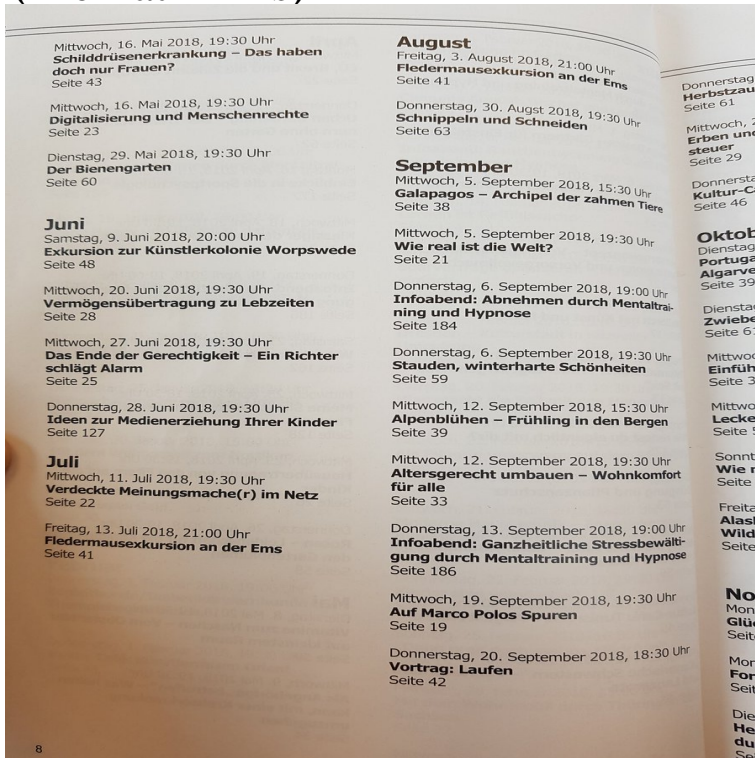 Mittwoch, 16. Mai 2018, 19:30 Uhr
Schilddrüsenerkrankung – Das haben
doch nur Frauen?
Seite 43
Mittwoch, 16. Mai 2018, 19:30 Uhr
Digitalisierung und Menschenrechte
Seite 23
Dienstag, 29. Mai 2018, 19:30 Uhr
Der Bienengarten
Seite 60
Juni
Samstag, 9. Juni 2018, 20:00 Uhr
Exkursion zur Künstlerkolonie Worpswede
Seite 48
Mittwoch, 20. Juni 2018, 19:30 Uhr
Vermögensübertragung zu Lebzeiten
Seite 28
Mittwoch, 27. Juni 2018, 19:30 Uhr
Das Ende der Gerechtigkeit – Ein Richter
schlägt Alarm
Seite 25
Donnerstag, 28. Juni 2018, 19:30 Uhr
Ideen zur Medienerziehung Ihrer Kinder
Seite 127
Juli
Mittwoch, 11. Juli 2018, 19:30 Uhr
Verdeckte Meinungsmache(r) im Netz
Seite 22
Freitag, 13. Juli 2018, 21:00 Uhr
Fledermausexkursion an der Ems
Seite 41
8
August
Freitag, 3. August 2018, 21:00 Uhr
Fledermausexkursion an der Ems
Seite 41
Donnerstag, 30. Augst 2018, 19:30 Uhr
Schnippeln und Schneiden
Seite 63
September
Mittwoch, 5. September 2018, 15:30 Uhr
Galapagos – Archipel der zahmen Tiere
Seite 38
Mittwoch, 5. September 2018, 19:30 Uhr
Wie real ist die Welt?
Seite 21
Donnerstag, 6. September 2018, 19:00 Uhr
Infoabend: Abnehmen durch Mentaltrai-
ning und Hypnose
Seite 184
Donnerstag, 6. September 2018, 19:30 Uhr
Stauden, winterharte Schönheiten
Seite 59
Mittwoch, 12. September 2018, 15:30 Uhr
Alpenblühen – Frühling in den Bergen
Seite 39
Mittwoch, 12. September 2018, 19:30 Uhr
Altersgerecht umbauen – Wohnkomfort
für alle
Seite 33
Donnerstag, 13. September 2018, 19:00 Uhr
Infoabend: Ganzheitliche Stressbewälti-
gung durch Mentaltraining und Hypnose
Seite 186
Mittwoch, 19. September 2018, 19:30 Uhr
Auf Marco Polos Spuren
Seite 19
Donnerstag, 20. September 2018, 18:30 Uhr
Vortrag: Laufen
Seite 42
Donnerstag
Seite 61
Mittwoch,
Erben und
steuer
Seite 29
Seite 46
Dienstag
Algarve
Seite 39
Seite
Seite
Seite
Wie
Seite
Seite